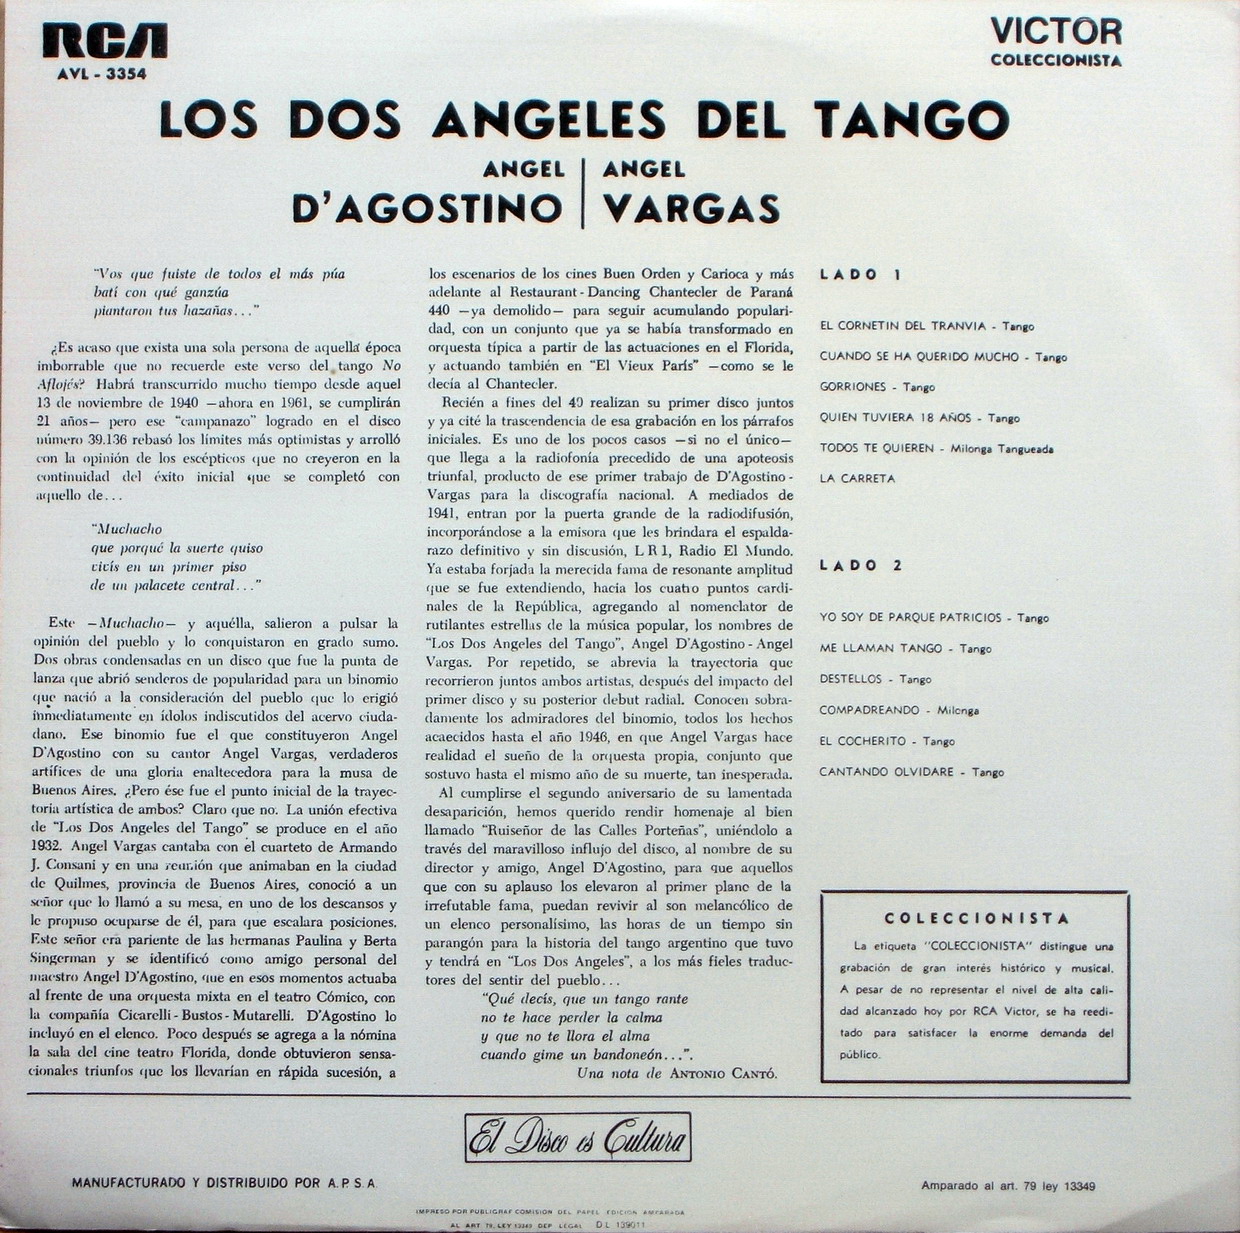 RCA
AVL - 3354
VICTOR
COLECCIONISTA
LOS DOS ANGELES DEL TANGO
ANGEL | ANGEL
D'AGOSTINO | VARGAS
"Vos que fuiste de todos el más púa
batí con qué ganzúa
piantaron tus hazañas..."
¿Es acaso que exista una sola persona de aquella época
imborrable que no recuerde este verso del tango No
Aflojés? Habrá transcurrido mucho tiempo desde aquel
13 de noviembre de 1940 —ahora en 1961, se cumplirán
21 años— pero ese "campanazo" logrado en el disco
número 39.136 rebasó los límites más optimistas y arrolló
con la opinión de los escépticos que no creyeron en la
continuidad del éxito inicial que se completó con
aquello de...
"Muchacho
que porqué la suerte quiso
vivís en un primer piso
de un palacete central..."
Este —Muchacho— y aquélla, salieron a pulsar la
opinión del pueblo y lo conquistaron en grado sumo.
Dos obras condensadas en un disco que fue la punta de
lanza que abrió senderos de popularidad para un binomio
que nació a la consideración del pueblo que lo erigió
inmediatamente en ídolos indiscutidos del acervo ciuda-
dano. Ese binomio fue el que constituyeron Angel
D'Agostino con su cantor Angel Vargas, verdaderos
artífices de una gloria enaltecedora para la musa de
Buenos Aires. ¿Pero ése fue el punto inicial de la trayec-
toria artística de ambos? Claro que no. La unión efectiva
de "Los Dos Angeles del Tango" se produce en el año
1932. Angel Vargas cantaba con el cuarteto de Armando
J. Consani y en una reunión que animaban en la ciudad
de Quilmes, provincia de Buenos Aires, conoció a un
señor que lo llamó a su mesa, en uno de los descansos y
le propuso ocuparse de él, para que escalara posiciones.
Este señor era pariente de las hermanas Paulina y Berta
Singerman y se identificó como amigo personal del
maestro Angel D'Agostino, que en esos momentos actuaba
al frente de una orquesta mixta en el teatro Cómico, con
la compañía Cicarelli - Bustos - Mutarelli. D'Agostino lo
incluyó en el elenco. Poco después se agrega a la nómina
la sala del cine teatro Florida, donde obtuvieron sensa-
cionales triunfos que los llevarían en rápida sucesión, a
los escenarios de los cines Buen Orden y Carioca y más
adelante al Restaurant - Dancing Chantecler de Paraná
440 —ya demolido— para seguir acumulando populari-
dad, con un conjunto que ya se había transformado en
orquesta típica a partir de las actuaciones en el Florida,
y actuando también en "El Vieux París" —como se le
decía al Chantecler.
Recién a fines del 40 realizan su primer disco juntos
y ya cité la trascendencia de esa grabación en los párrafos
iniciales. Es uno de los pocos casos —si no el único—
que llega a la radiofonía precedido de una apoteosis
triunfal, producto de ese primer trabajo de D'Agostino -
Vargas para la discografía nacional. A mediados de
1941, entran por la puerta grande de la radiodifusión,
incorporándose a la emisora que les brindara el espalda-
razo definitivo y sin discusión, L R 1, Radio El Mundo.
Ya estaba forjada la merecida fama de resonante amplitud
que se fue extendiendo, hacia los cuatro puntos cardi-
nales de la República, agregando al nomenclator de
rutilantes estrellas de la música popular, los nombres de
"Los Dos Angeles del Tango", Angel D'Agostino - Angel
Vargas. Por repetido, se abrevia la trayectoria que
recorrieron juntos ambos artistas, después del impacto del
primer disco y su posterior debut radial. Conocen sobra-
damente los admiradores del binomio, todos los hechos
acaecidos hasta el año 1946, en que Angel Vargas hace
realidad el sueño de la orquesta propia, conjunto que
sostuvo hasta el mismo año de su muerte, tan inesperada.
Al cumplirse el segundo aniversario de su lamentada
desaparición, hemos querido rendir homenaje al bien
llamado "Ruiseñor de las Calles Porteñas", uniéndolo a
través del maravilloso influjo del disco, al nombre de su
director y amigo, Angel D'Agostino, para que aquellos
que con su aplauso los elevaron al primer plano de la
irrefutable fama, puedan revivir al son melancólico de
un elenco personalísimo, las horas de un tiempo sin
parangón para la historia del tango argentino que tuvo
y tendrá en "Los Dos Angeles", a los más fieles traduc-
tores del sentir del pueblo...
"Qué decís, que un tango rante
no te hace perder la calma
y que no te llora el alma
cuando gime un bandoneón...".
Una nota de ANTONIO CANTÓ.
LADO 1
EL CORNETIN DEL TRANVIA - Tango
CUANDO SE HA QUERIDO MUCHO - Tango
GORRIONES - Tango
QUIEN TUVIERA 18 AÑOS - Tango
TODOS TE QUIEREN - Milonga Tangueada
LA CARRETA
LADO 2
YO SOY DE PARQUE PATRICIOS - Tango
ME LLAMAN TANGO - Tango
DESTELLOS - Tango
COMPADREANDO - Milonga
EL COCHERITO - Tango
CANTANDO OLVIDARE - Tango
COLECCIONISTA
La etiqueta "COLECCIONISTA" distingue una
grabación de gran interés histórico y musical.
A pesar de no representar el nivel de alta cali-
dad alcanzado hoy por RCA Victor, se ha reedi-
tado para satisfacer la enorme demanda del
público.
El Disco es Cultura
MANUFACTURADO Y DISTRIBUIDO POR A.P.S.A.
Amparado al art. 79 ley 13349
IMPRESO POR PUBLIGRAF COMISION DEL PAPEL EDICION AMPARADA
AL ART 79, LEY 13349 DEP LEGAL D.L 139011